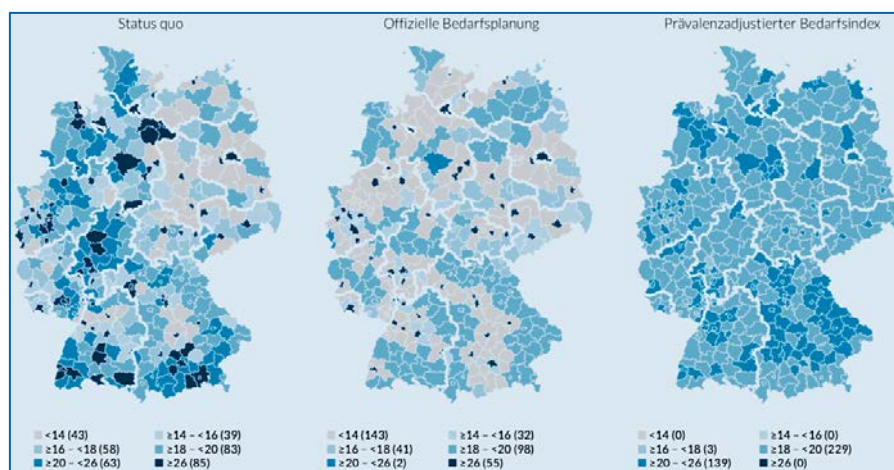 Status quo
Offizielle Bedarfsplanung
Prävalenzadjustierter Bedarfsindex
<14 (43)
≥14 – <16 (39)
≥16 – <18 (58)
≥18 – <20 (83)
≥20 – <26 (63)
≥26 (85)
<14 (143)
≥14 – <16 (32)
≥16 – <18 (41)
≥18 – <20 (98)
≥20 – <26 (2)
≥26 (55)
<14 (0)
≥14 – <16 (0)
≥16 – <18 (3)
≥18 – <20 (229)
≥20 – <26 (139)
≥26 (0)